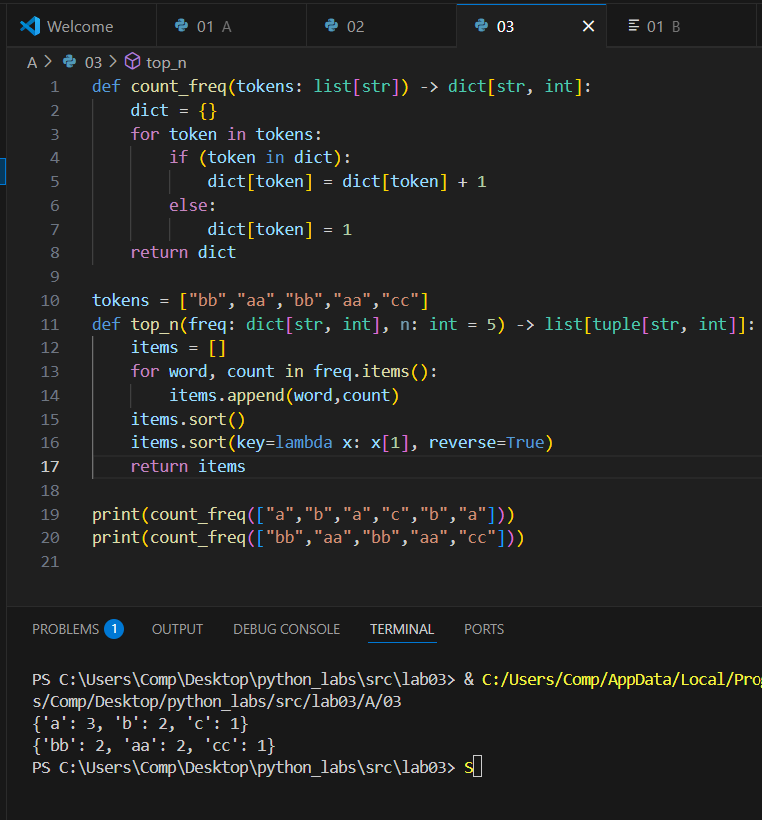 Welcome 01 A 02 03 01 B
A > 03 > top_n
1 def count_freq(tokens: list[str]) -> dict[str, int]:
2     dict = {}
3     for token in tokens:
4         if (token in dict):
5             dict[token] = dict[token] + 1
6         else:
7             dict[token] = 1
8     return dict
9
10 tokens = ["bb","aa","bb","aa","cc"]
11 def top_n(freq: dict[str, int], n: int = 5) -> list[tuple[str, int]]:
12     items = []
13     for word, count in freq.items():
14         items.append(word,count)
15     items.sort()
16     items.sort(key=lambda x: x[1], reverse=True)
17     return items
18
19 print(count_freq(["a","b","a","c","b","a"]))
20 print(count_freq(["bb","aa","bb","aa","cc"]))
21
PROBLEMS 1 OUTPUT DEBUG CONSOLE TERMINAL PORTS
PS C:\Users\Comp\Desktop\python_labs\src\lab03> & C:/Users/Comp/AppData/Local/Prog
s/Comp/Desktop/python_labs/src/lab03/A/03
{'a': 3, 'b': 2, 'c': 1}
{'bb': 2, 'aa': 2, 'cc': 1}
PS C:\Users\Comp\Desktop\python_labs\src\lab03> S